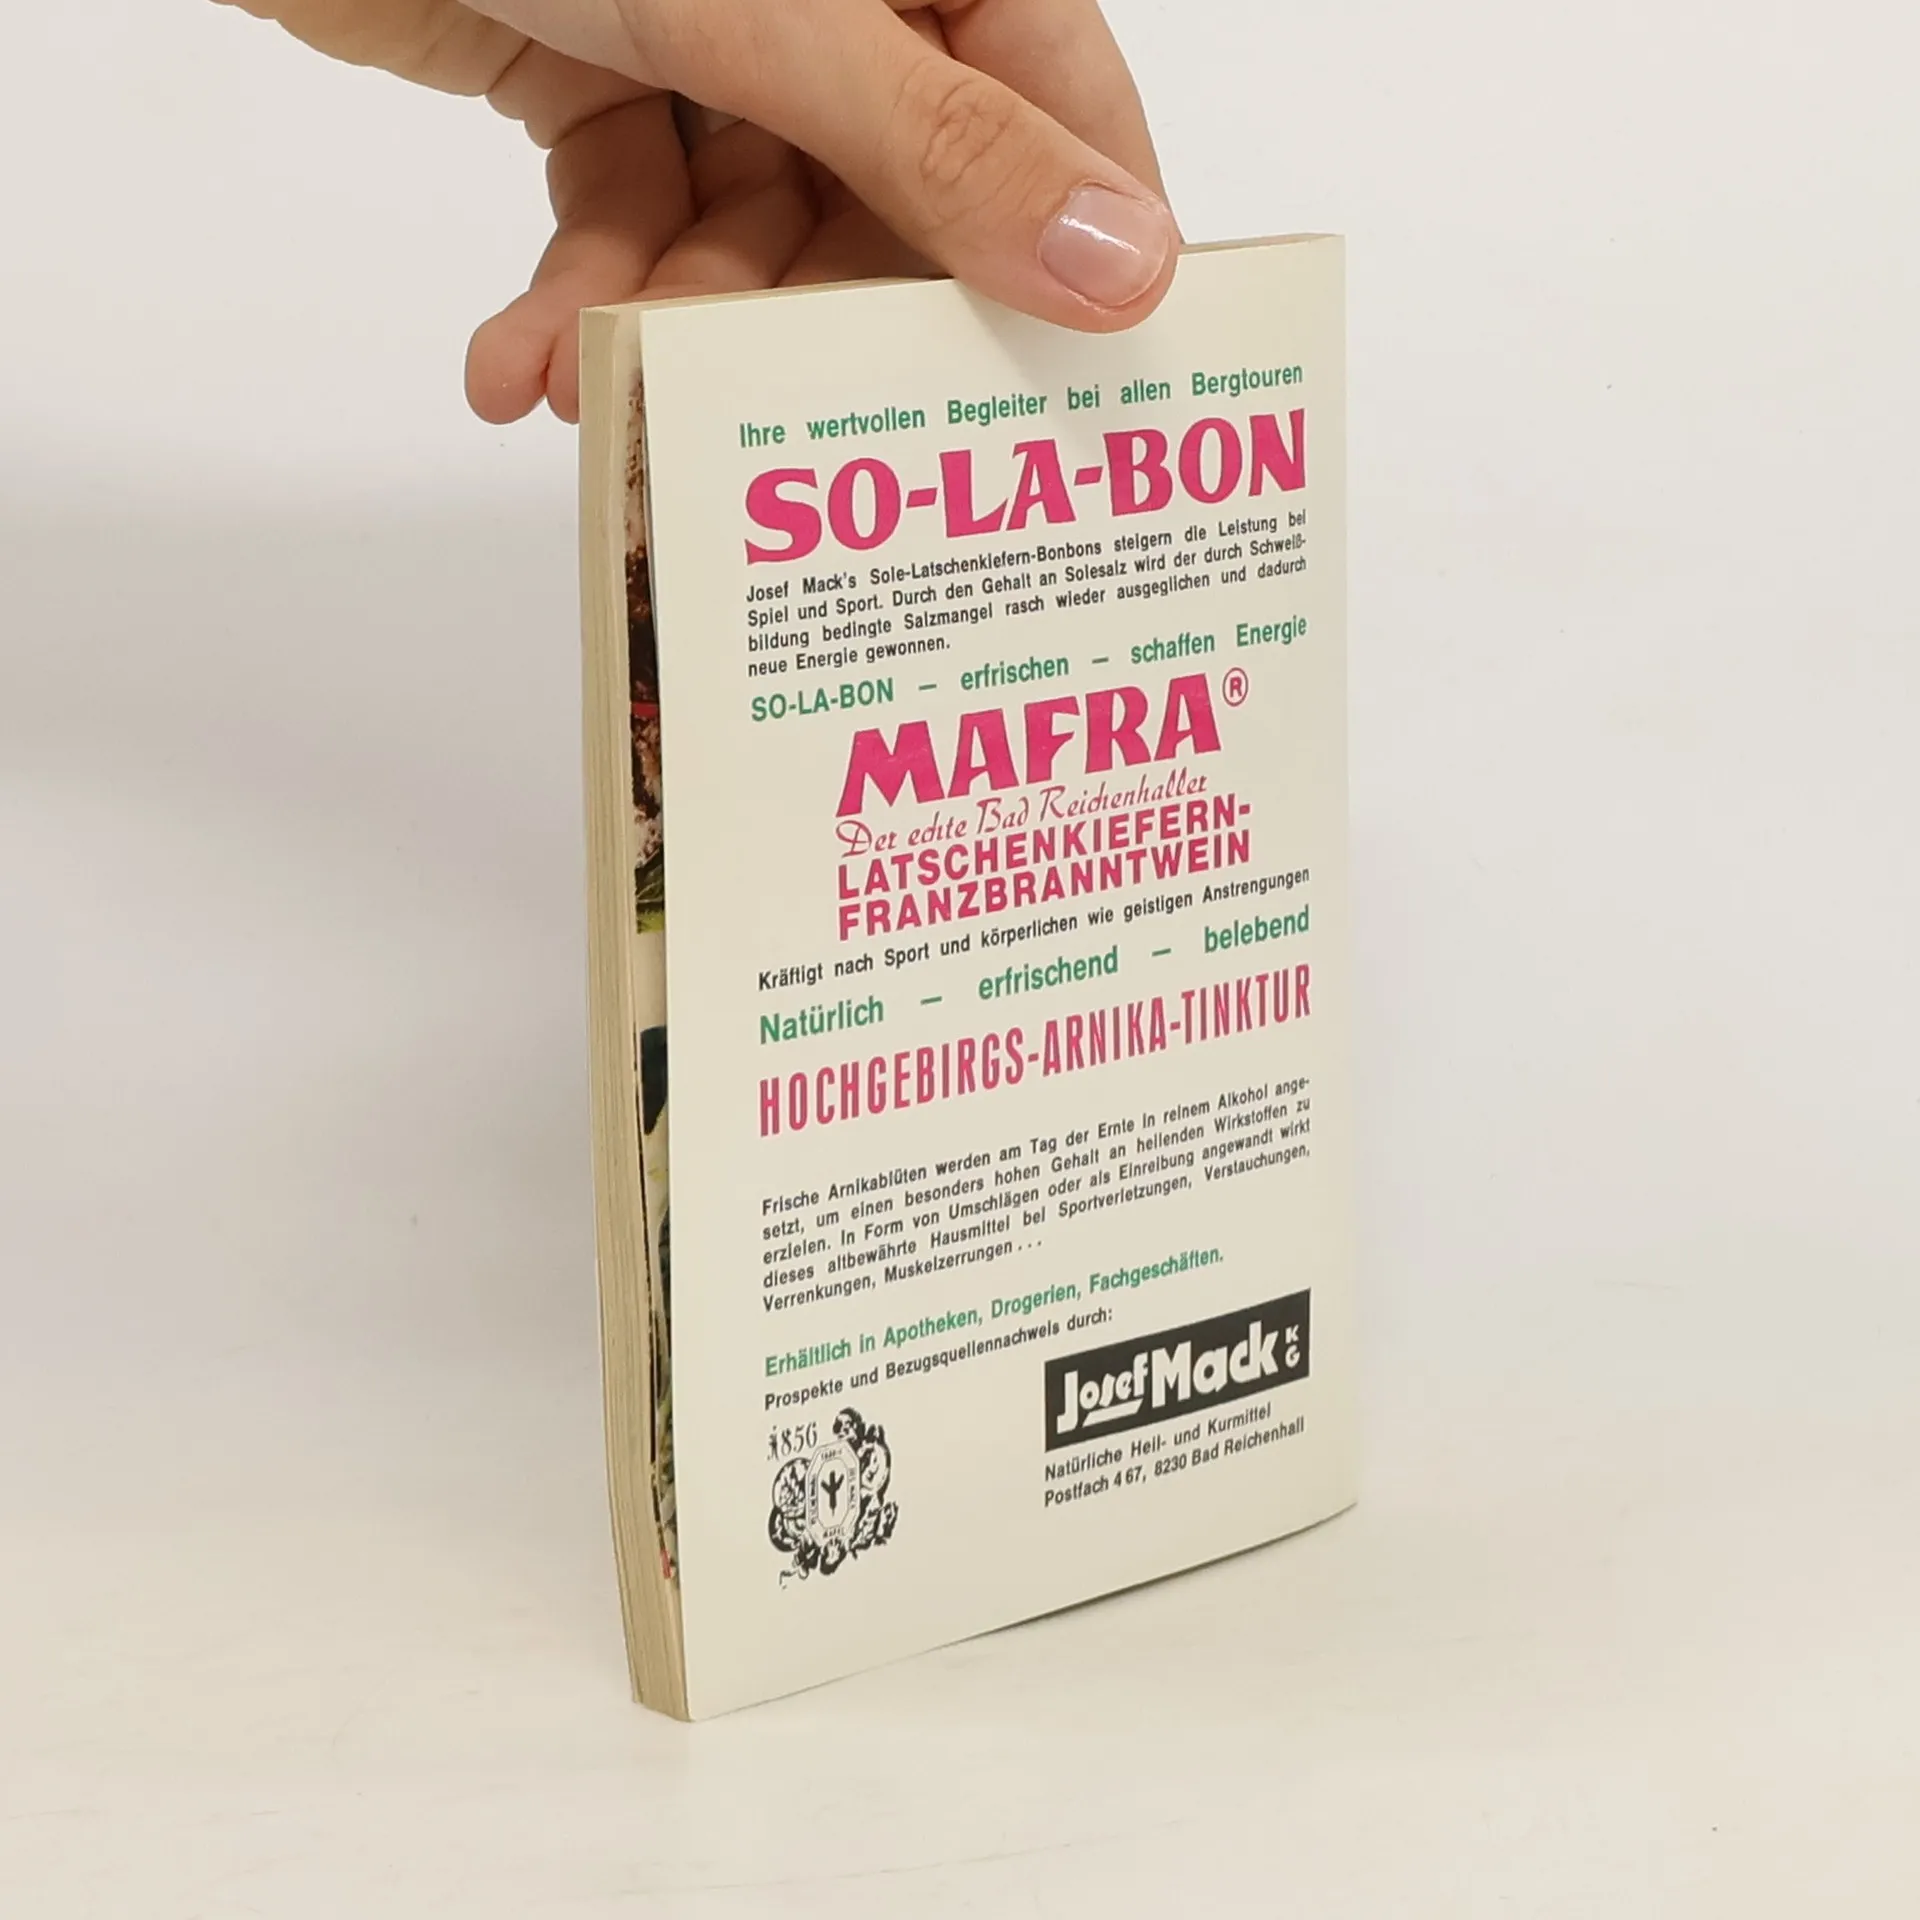 Ihre wertvollen Begleiter bei allen Bergtouren
SO-LA-BON
Josef Mack's Sole-Latschenkiefern-Bonbons steigern die Leistung bei
Spiel und Sport. Durch den Gehalt an Solesalz wird der durch Schweiß-
bildung bedingte Salzmangel rasch wieder ausgeglichen und dadurch
neue Energie gewonnen.
SO-LA-BON – erfrischen – schaffen Energie
MAFRA®
Der echte Bad Reichenhaller
LATSCHENKIEFERN-
FRANZBRANNTWEIN
Kräftigt nach Sport und körperlichen wie geistigen Anstrengungen
Natürlich – erfrischend – belebend
HOCHGEBIRGS-ARNIKA-TINKTUR
Frische Arnikablüten werden am Tag der Ernte in reinem Alkohol ange-
setzt, um einen besonders hohen Gehalt an heilenden Wirkstoffen zu
erzielen. In Form von Umschlägen oder als Einreibung angewandt wirkt
dieses altbewährte Hausmittel bei Sportverletzungen, Verstauchungen,
Verrenkungen, Muskelzerrungen . . .
Erhältlich in Apotheken, Drogerien, Fachgeschäften.
Prospekte und Bezugsquellennachweis durch:
1856
Josef Mack KG
Natürliche Heil- und Kurmittel
Postfach 4 67, 8230 Bad Reichenhall